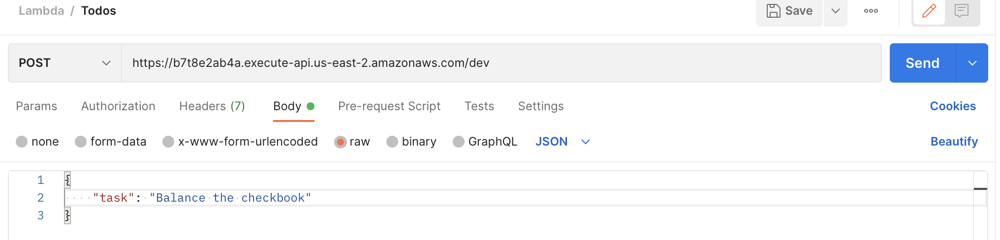 Lambda / Todos
Save
POST
https://b7t8e2ab4a.execute-api.us-east-2.amazonaws.com/dev
Send
Params Authorization Headers (7) Body Pre-request Script Tests Settings Cookies
none form-data x-www-form-urlencoded raw binary GraphQL JSON Beautify
1 {
2 "task": "Balance the checkbook"
3 }